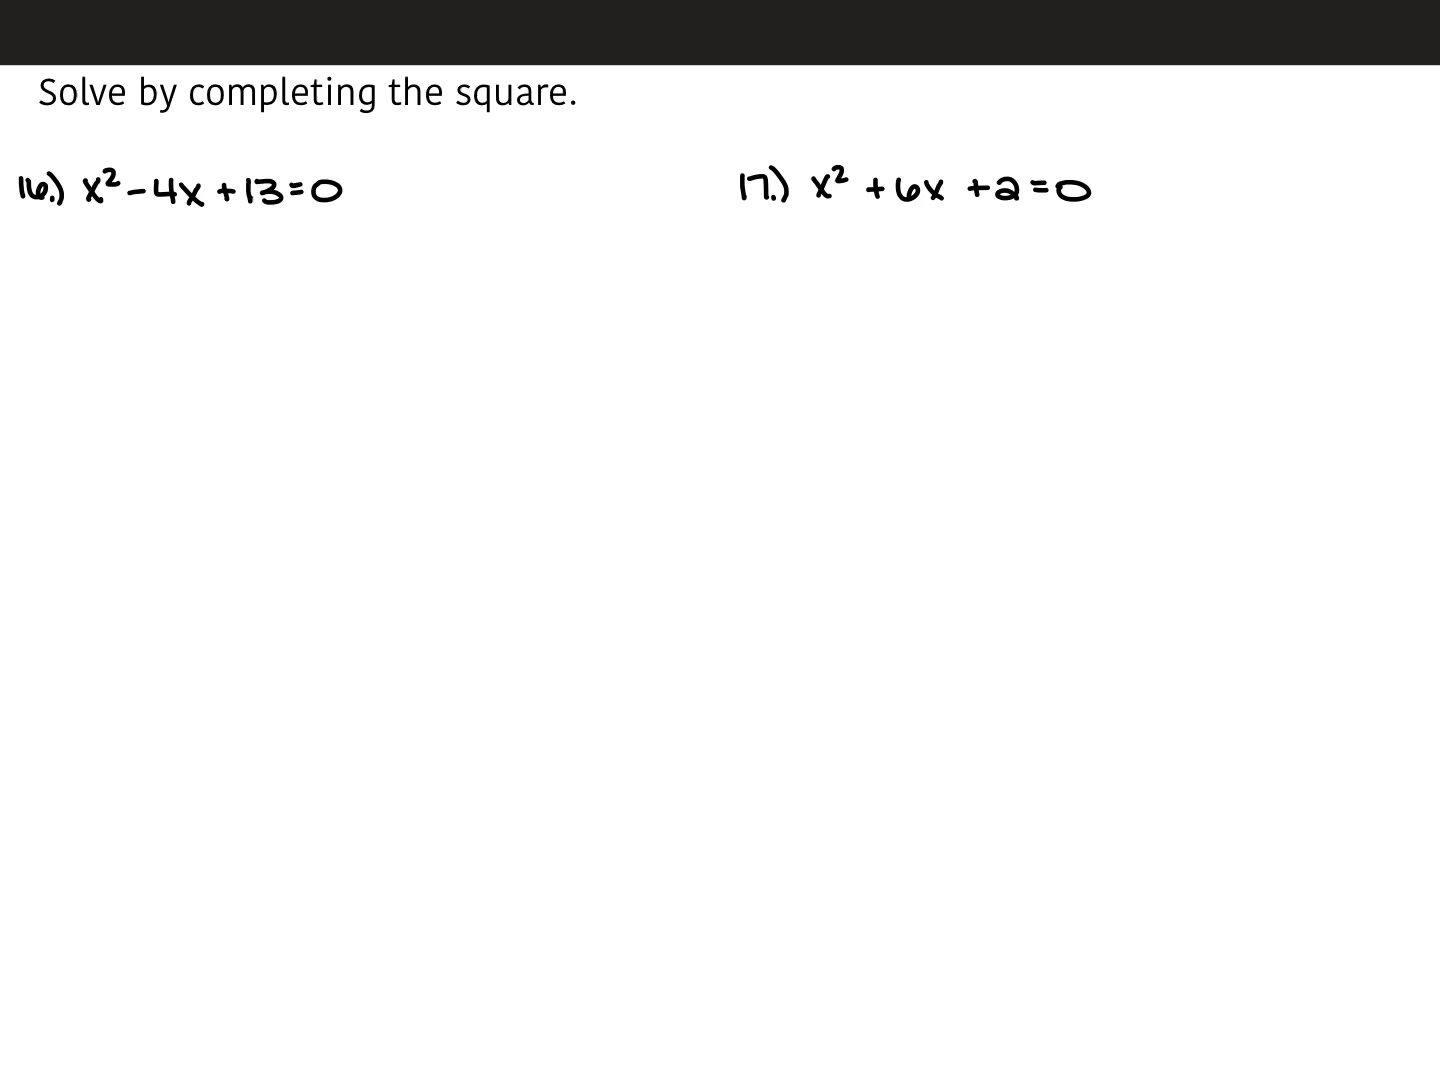 Solve by completing the square.
16.) x² - 4x + 13 = 0
17.) x² + 6x + 2 = 0